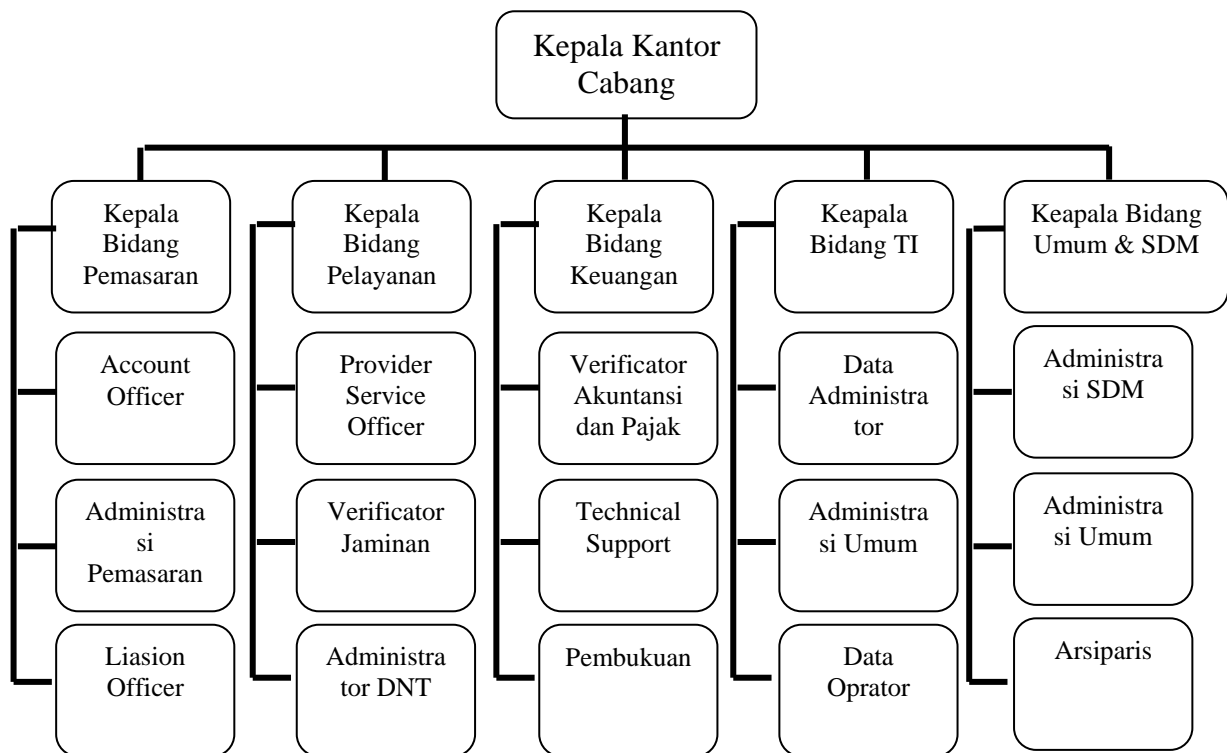 Kepala Kantor
Cabang
Kepala
Bidang
Pemasaran
Kepala
Bidang
Pelayanan
Kepala
Bidang
Keuangan
Keapala
Bidang TI
Keapala Bidang
Umum & SDM
Account
Officer
Provider
Service
Officer
Verificator
Akuntansi
dan Pajak
Data
Administra
tor
Administra
si SDM
Administra
si
Pemasaran
Verificator
Jaminan
Technical
Support
Administra
si Umum
Administra
si Umum
Liasion
Officer
Administra
tor DNT
Pembukuan
Data
Oprator
Arsiparis